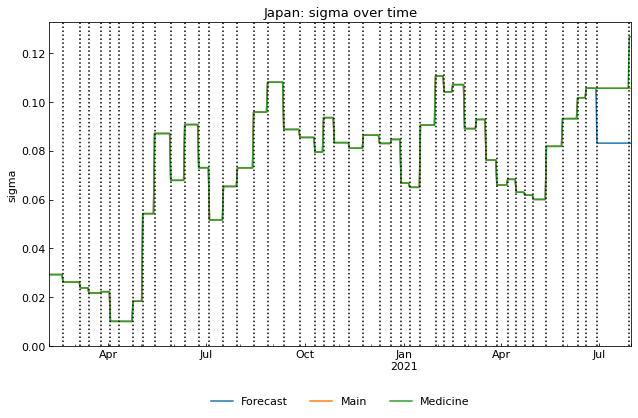 Japan: sigma over time
sigma
0.12
0.10
0.08
0.06
0.04
0.02
0.00
Apr Jul Oct Jan Apr Jul
2021
Forecast Main Medicine